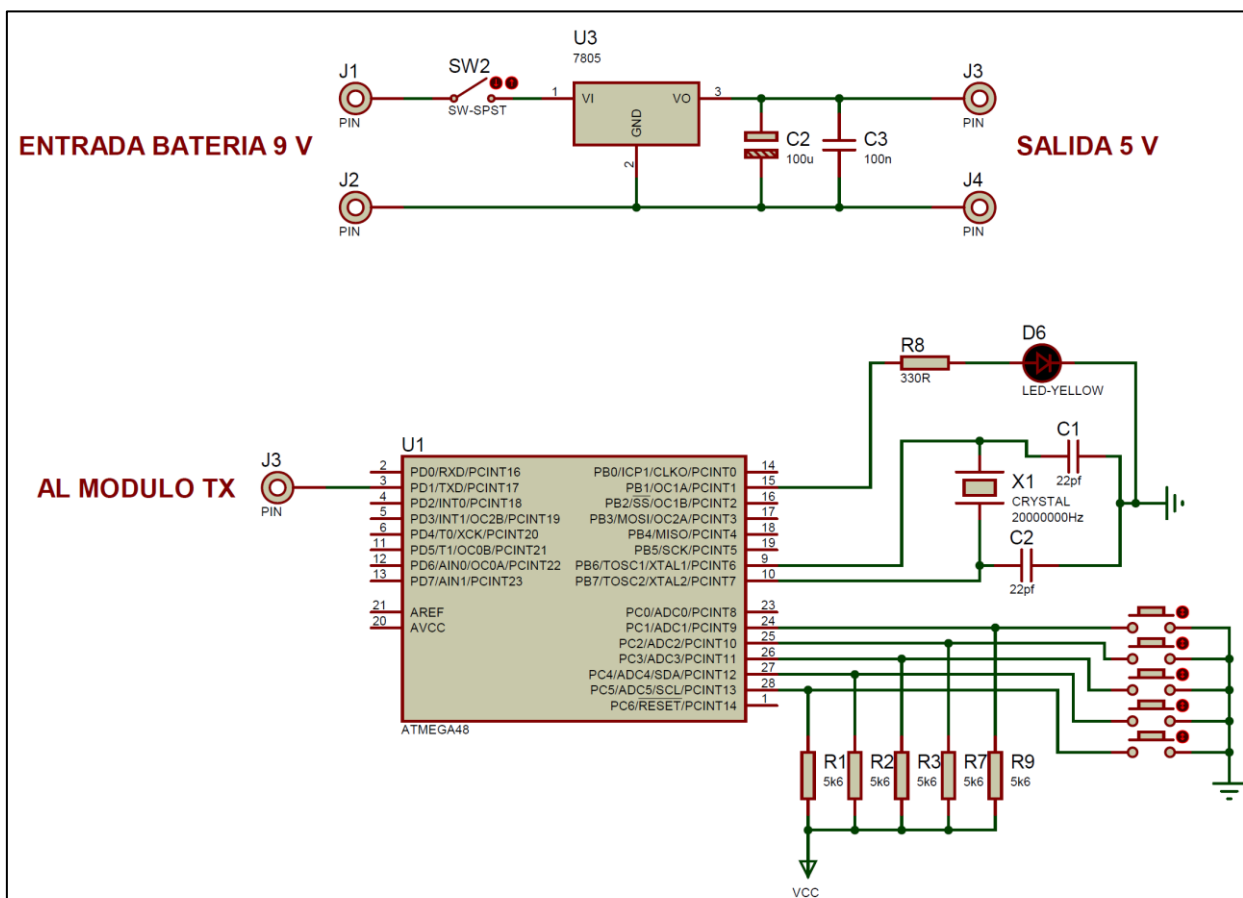 U3
7805
J1
SW2
J3
1
VI
VO
3
PIN
SW-SPST
GND
PIN
ENTRADA BATERIA 9 V
C2
100u
C3
100n
SALIDA 5 V
2
J2
J4
PIN
PIN
R8
330R
D6
LED-YELLOW
C1
22pf
X1
CRYSTAL
20000000Hz
C2
22pf
AL MODULO TX
J3
PIN
U1
2 PD0/RXD/PCINT16
3 PD1/TXD/PCINT17
4 PD2/INT0/PCINT18
5 PD3/INT1/OC2B/PCINT19
6 PD4/T0/XCK/PCINT20
11 PD5/T1/OC0B/PCINT21
12 PD6/AIN0/OC0A/PCINT22
13 PD7/AIN1/PCINT23
21 AREF
20 AVCC
PB0/ICP1/CLKO/PCINT0 14
PB1/OC1A/PCINT1 15
PB2/SS/OC1B/PCINT2 16
PB3/MOSI/OC2A/PCINT3 17
PB4/MISO/PCINT4 18
PB5/SCK/PCINT5 19
PB6/TOSC1/XTAL1/PCINT6 9
PB7/TOSC2/XTAL2/PCINT7 10
PC0/ADC0/PCINT8 23
PC1/ADC1/PCINT9 24
PC2/ADC2/PCINT10 25
PC3/ADC3/PCINT11 26
PC4/ADC4/SDA/PCINT12 27
PC5/ADC5/SCL/PCINT13 28
PC6/RESET/PCINT14 1
ATMEGA48
R1
5k6
R2
5k6
R3
5k6
R7
5k6
R9
5k6
VCC